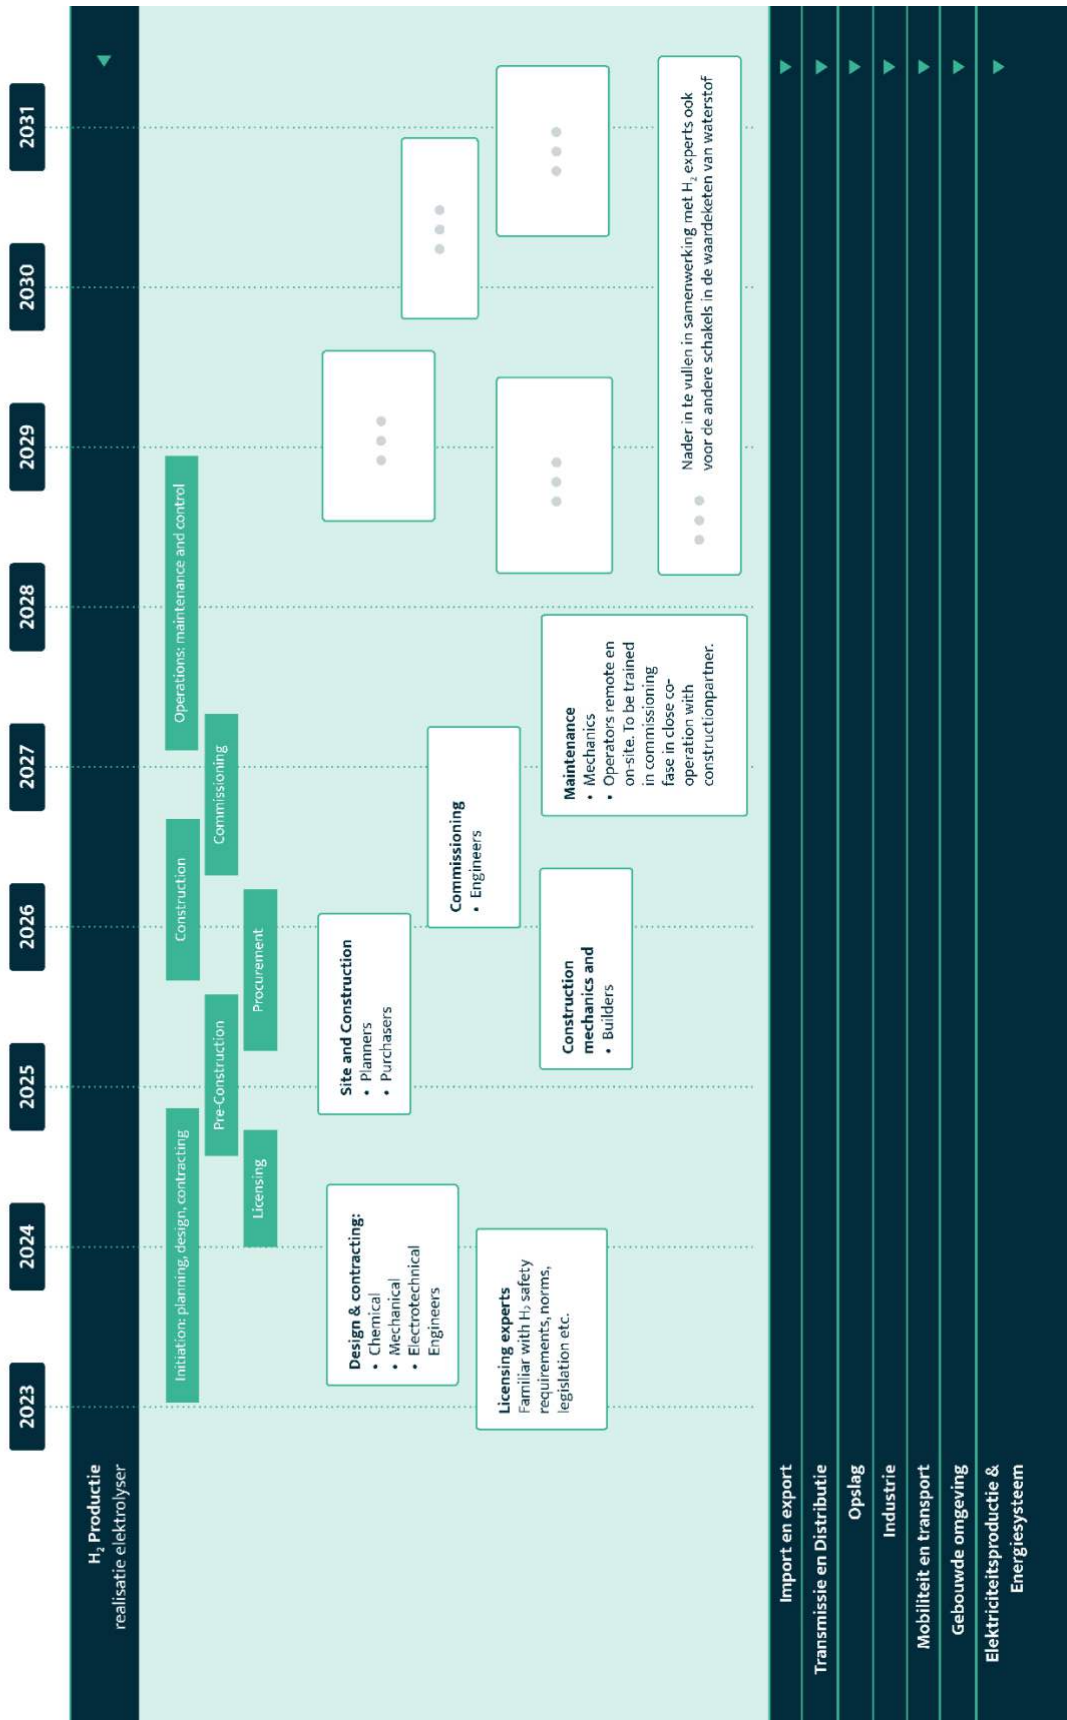 2023
2024
2025
2026
2027
2028
2029
2030
2031
H₂ Productie
realisatie elektrolyser
Initiation: planning, design, contracting
Construction
Operations: maintenance and control
Pre-Construction
Commissioning
Licensing
Procurement
Design & contracting:
• Chemical
• Mechanical
• Electrotechnical
Engineers
Licensing experts
Familiar with H₂ safety
requirements, norms,
legislation etc.
Site and Construction
• Planners
• Purchasers
Commissioning
• Engineers
Construction
mechanics and
• Builders
Maintenance
• Mechanics
• Operators remote en
on-site. To be trained
in commissioning
fase in close co-
operation with
constructionpartner.
Nader in te vullen in samenwerking met H₂ experts ook
voor de andere schakels in de waardeketen van waterstof
Import en export
Transmissie en Distributie
Opslag
Industrie
Mobiliteit en transport
Gebouwde omgeving
Elektriciteitsproductie &
Energiesysteem